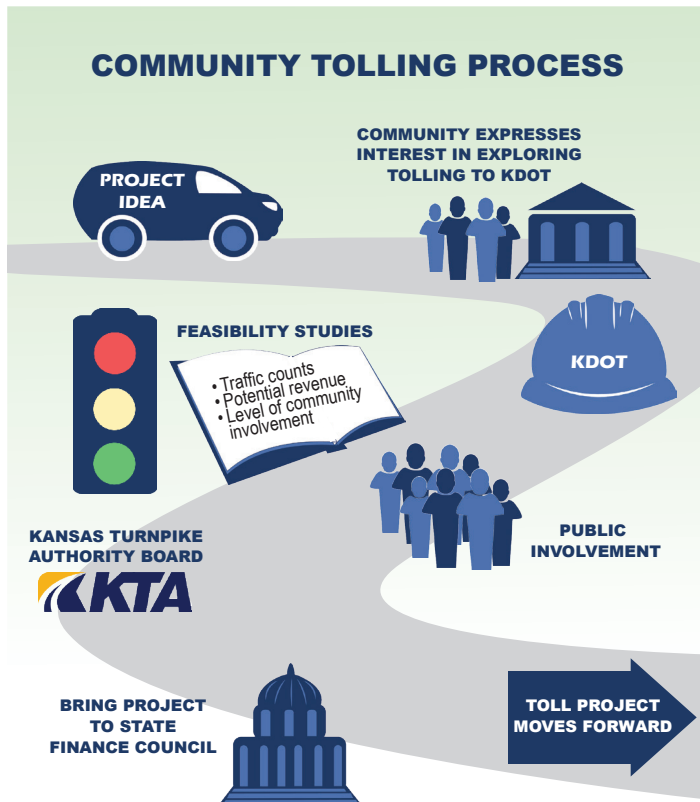 COMMUNITY TOLLING PROCESS
PROJECT
IDEA
COMMUNITY EXPRESSES
INTEREST IN EXPLORING
TOLLING TO KDOT
KDOT
FEASIBILITY STUDIES
• Traffic counts
• Potential revenue
• Level of community
involvement
PUBLIC
INVOLVEMENT
KANSAS TURNPIKE
AUTHORITY BOARD
KTA
BRING PROJECT
TO STATE
FINANCE COUNCIL
TOLL PROJECT
MOVES FORWARD